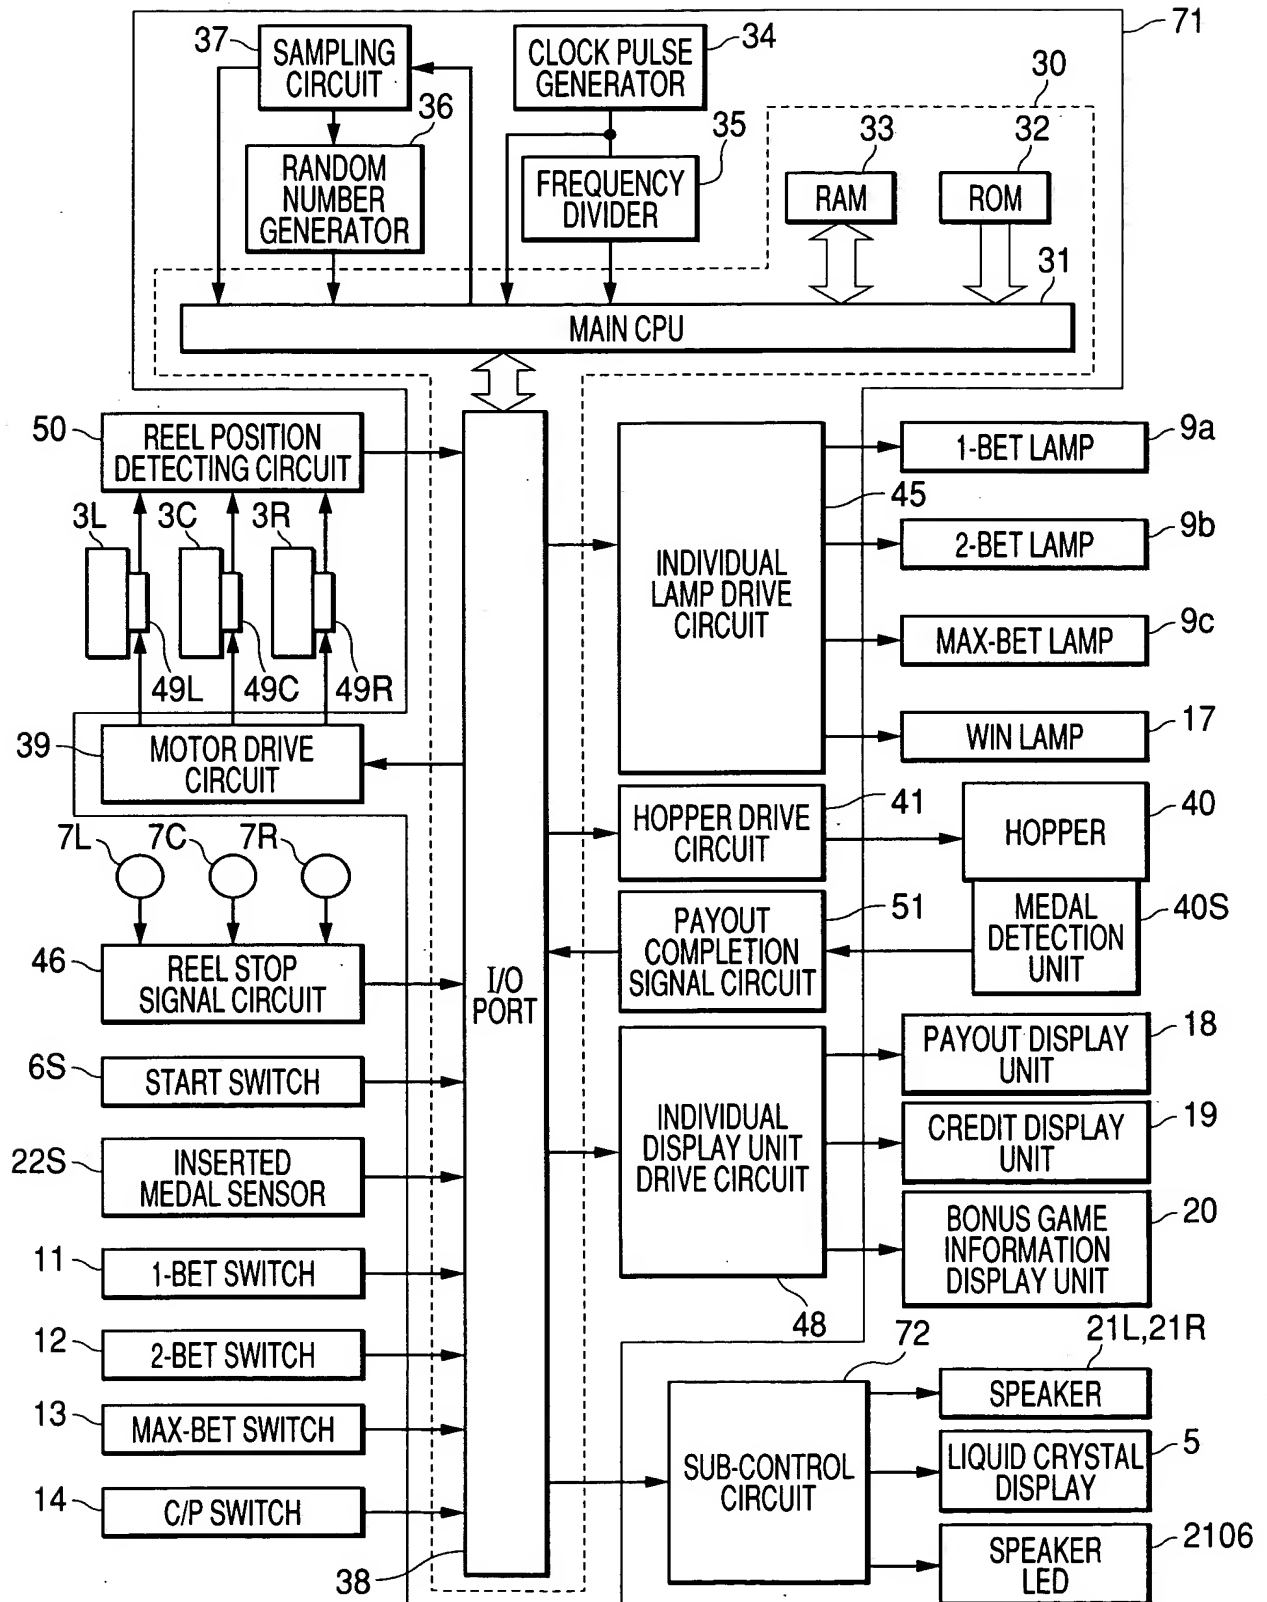 71
37
SAMPLING
CIRCUIT
CLOCK PULSE
GENERATOR
34
30
36
RANDOM
NUMBER
GENERATOR
35
FREQUENCY
DIVIDER
33
RAM
32
ROM
31
MAIN CPU
50
REEL POSITION
DETECTING CIRCUIT
3L
3C
3R
49L
49C
49R
39
MOTOR DRIVE
CIRCUIT
7L
7C
7R
46
REEL STOP
SIGNAL CIRCUIT
6S
START SWITCH
22S
INSERTED
MEDAL SENSOR
11
1-BET SWITCH
12
2-BET SWITCH
13
MAX-BET SWITCH
14
C/P SWITCH
I/O
PORT
38
INDIVIDUAL
LAMP DRIVE
CIRCUIT
45
1-BET LAMP
9a
2-BET LAMP
9b
MAX-BET LAMP
9c
WIN LAMP
17
HOPPER DRIVE
CIRCUIT
41
HOPPER
40
PAYOUT
COMPLETION
SIGNAL CIRCUIT
51
MEDAL
DETECTION
UNIT
40S
INDIVIDUAL
DISPLAY UNIT
DRIVE CIRCUIT
48
PAYOUT DISPLAY
UNIT
18
CREDIT DISPLAY
UNIT
19
BONUS GAME
INFORMATION
DISPLAY UNIT
20
72
SUB-CONTROL
CIRCUIT
21L,21R
SPEAKER
LIQUID CRYSTAL
DISPLAY
5
SPEAKER
LED
2106